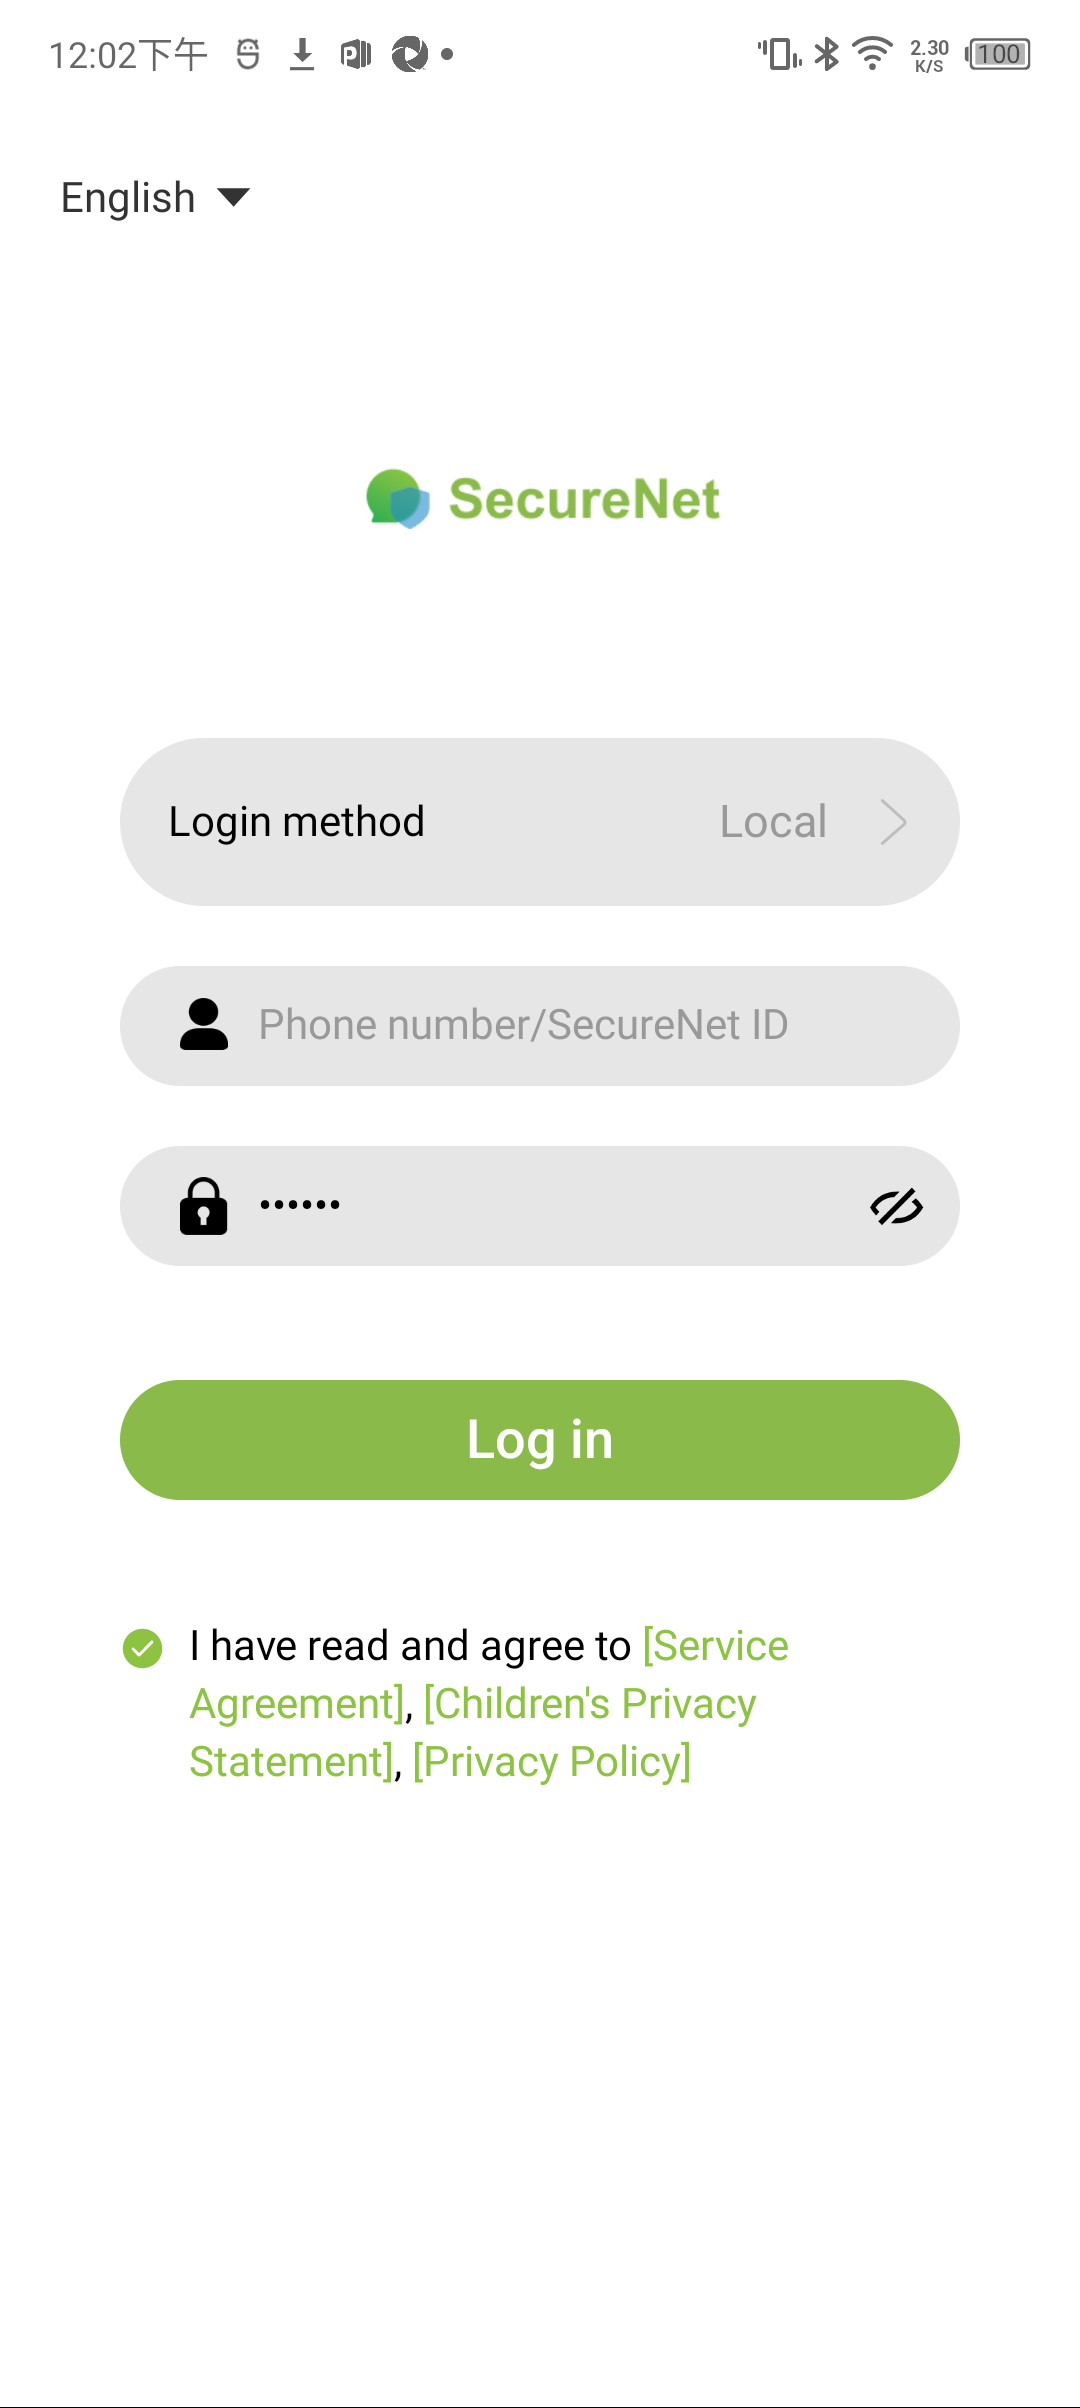 12:02下午
2.30
K/S
100
English
SecureNet
Login method
Local
Phone number/SecureNet ID
••••••
Log in
I have read and agree to [Service
Agreement], [Children's Privacy
Statement], [Privacy Policy]